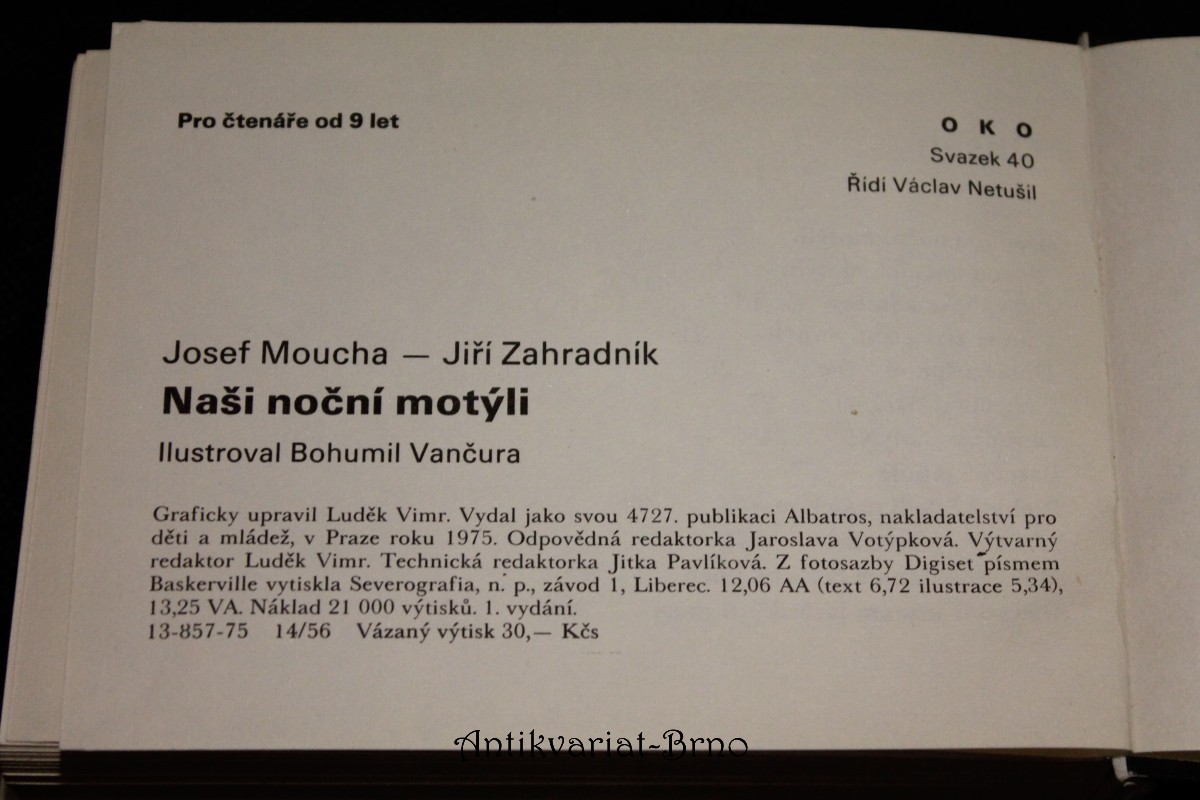 Pro čtenáře od 9 let
O K O
Svazek 40
Řídí Václav Netušil
Josef Moucha — Jiří Zahradník
Naši noční motýli
Ilustroval Bohumil Vančura
Graficky upravil Luděk Vimr. Vydal jako svou 4727. publikaci Albatros, nakladatelství pro
děti a mládež, v Praze roku 1975. Odpovědná redaktorka Jaroslava Votýpková. Výtvarný
redaktor Luděk Vimr. Technická redaktorka Jitka Pavlíková. Z fotosazby Digiset písmem
Baskerville vytiskla Severografia, n. p., závod 1, Liberec. 12,06 AA (text 6,72 ilustrace 5,34),
13,25 VA. Náklad 21 000 výtisků. 1. vydání.
13-857-75 14/56 Vázaný výtisk 30,— Kčs
Antikvariat-Brno